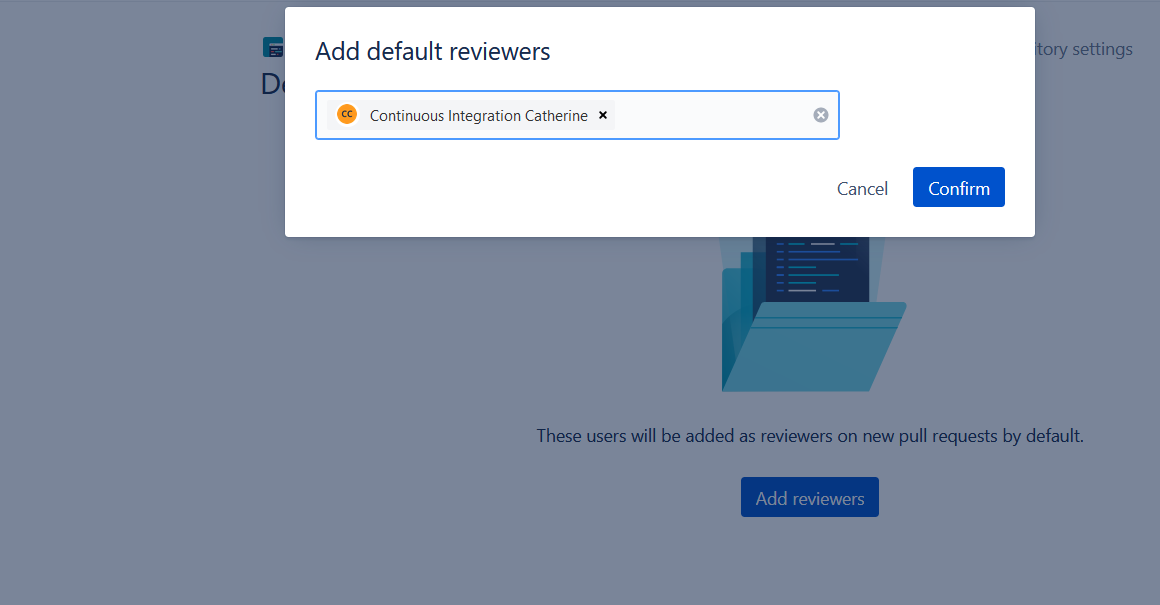 Add default reviewers
CC Continuous Integration Catherine
Cancel Confirm
itory settings
De
These users will be added as reviewers on new pull requests by default.
Add reviewers